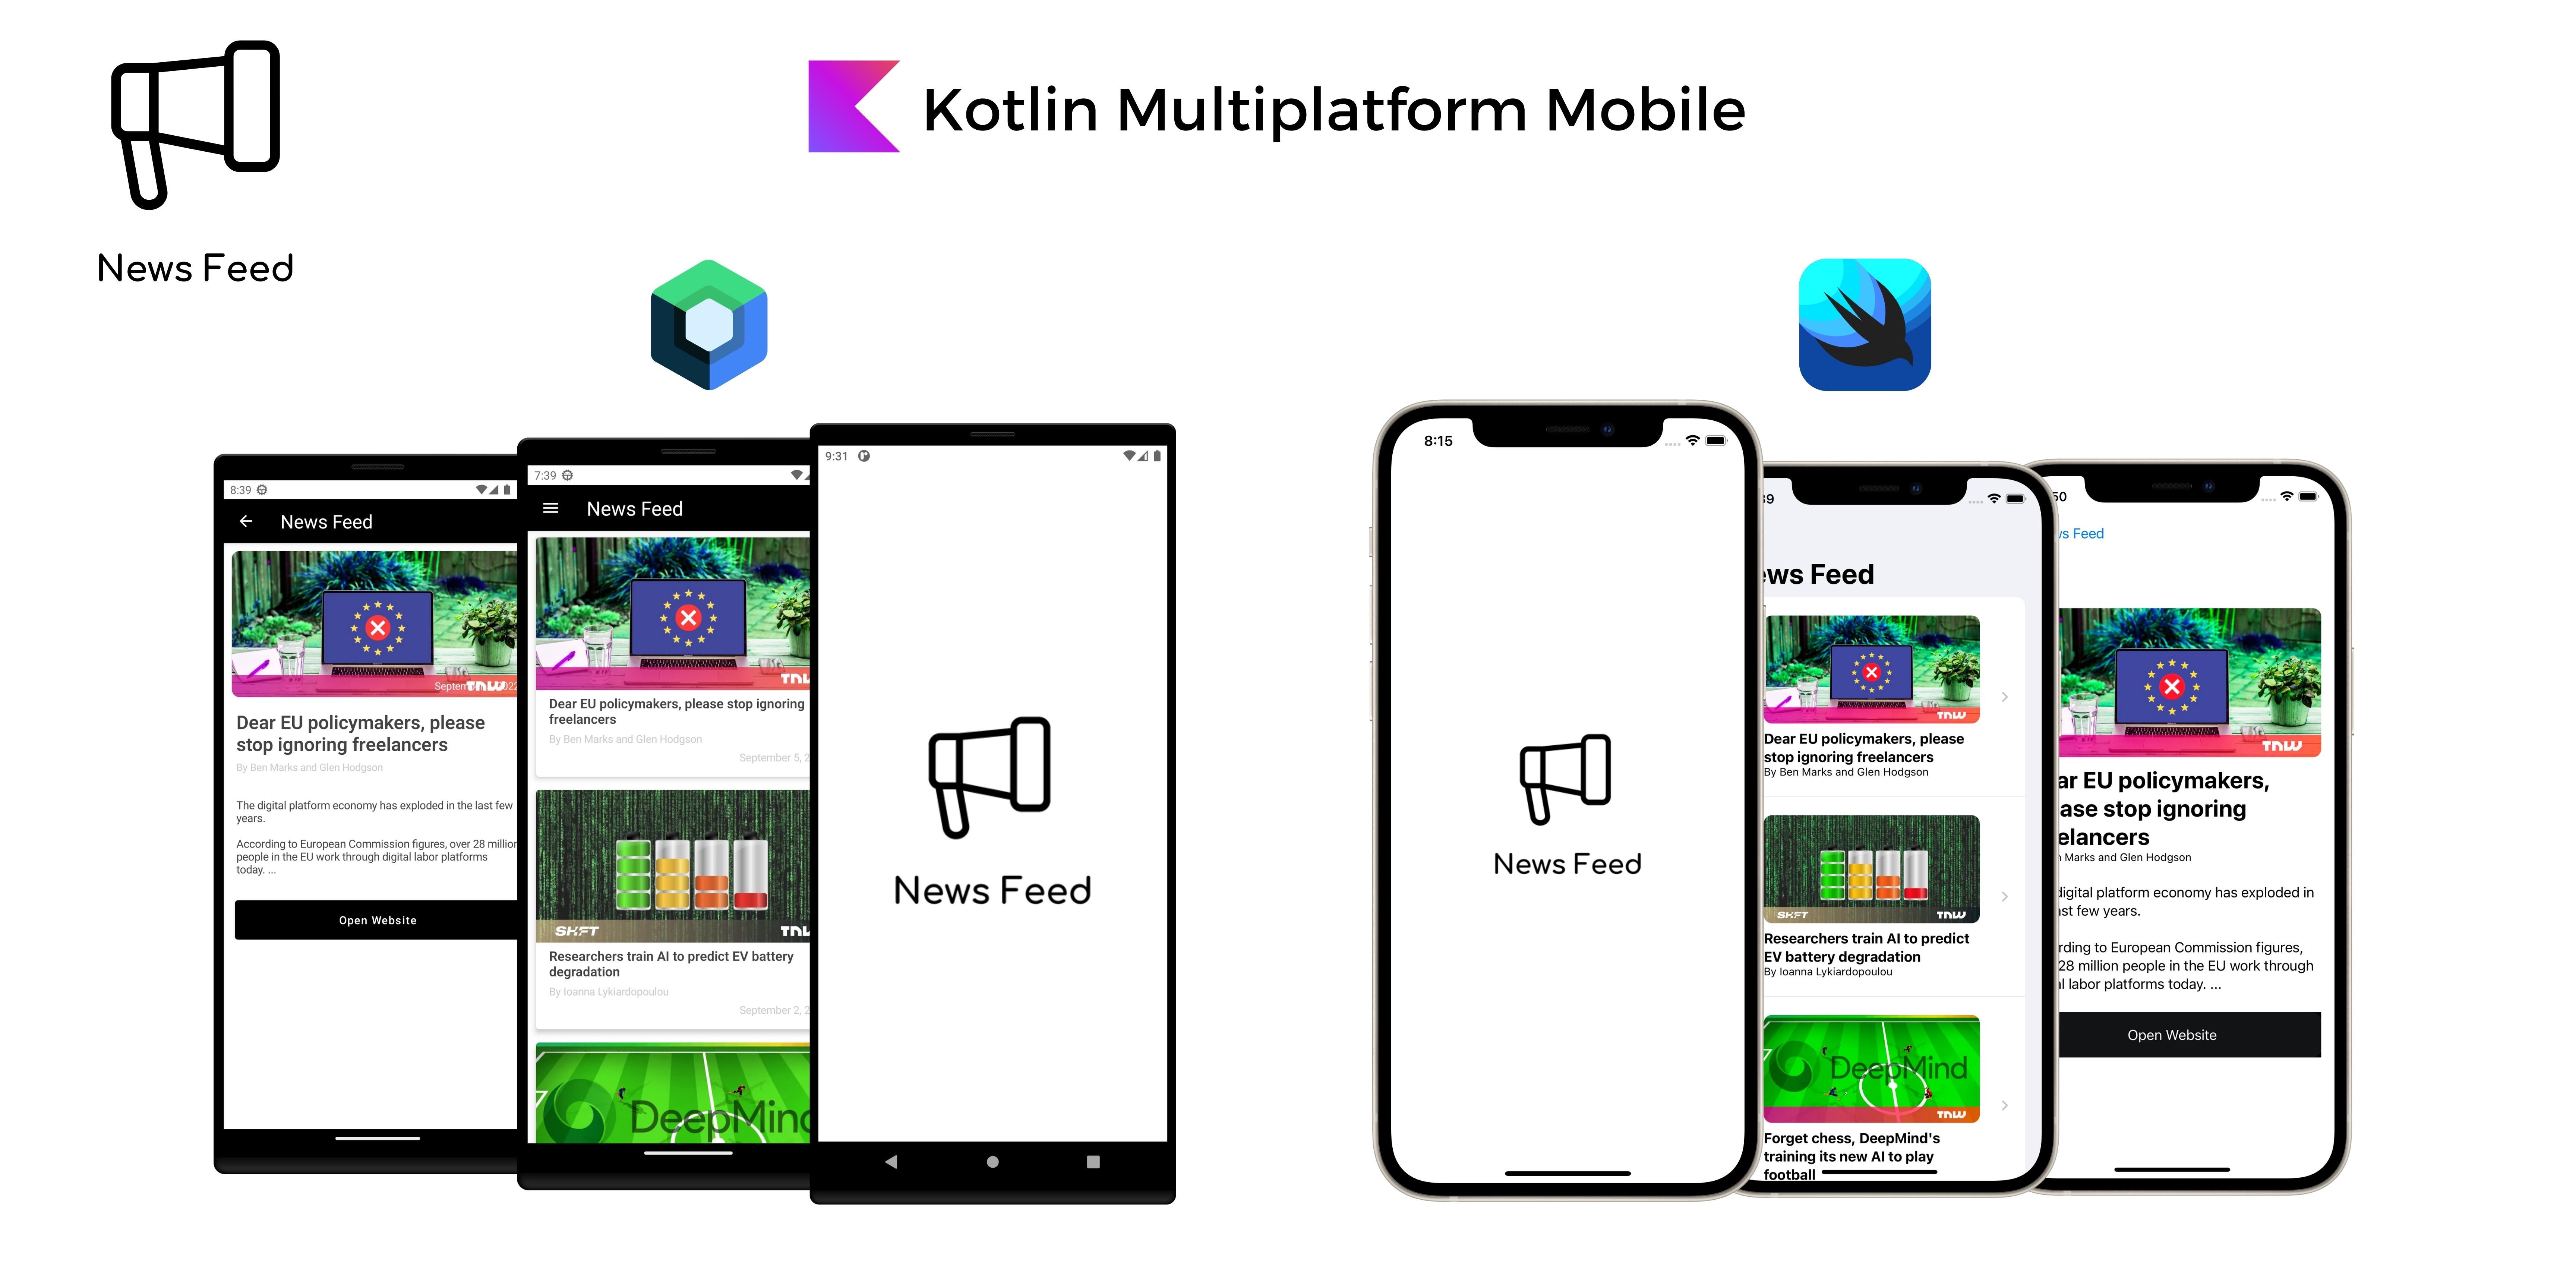 Kotlin Multiplatform Mobile
News Feed
8:39
News Feed
TNW
Dear EU policymakers, please
stop ignoring freelancers
By Ben Marks and Glen Hodgson
The digital platform economy has exploded in the last few
years.
According to European Commission figures, over 28 million
people in the EU work through digital labor platforms
today. ...
Open Website
7:39
News Feed
Dear EU policymakers, please stop ignoring
freelancers
By Ben Marks and Glen Hodgson
September 5, 2
SHIFT
Researchers train AI to predict EV battery
degradation
By Ioanna Lykiardopoulou
September 2, 2
DeepMind
9:31
News Feed
8:15
News Feed
39
ews Feed
TNW
Dear EU policymakers, please
stop ignoring freelancers
By Ben Marks and Glen Hodgson
SHIFT TNW
Researchers train AI to predict
EV battery degradation
By Ioanna Lykiardopoulou
DeepMind
TNW
Forget chess, DeepMind's
training its new AI to play
football
50
vs Feed
TNW
ar EU policymakers,
ase stop ignoring
elancers
n Marks and Glen Hodgson
digital platform economy has exploded in
ast few years.
rding to European Commission figures,
28 million people in the EU work through
al labor platforms today. ...
Open Website